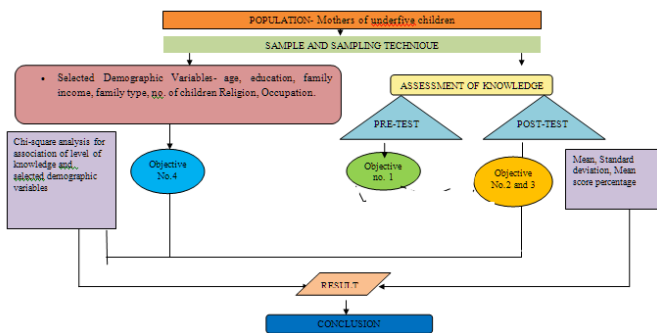 POPULATION- Mothers of underfive children
SAMPLE AND SAMPLING TECHNIQUE
• Selected Demographic Variables- age, education, family
income, family type, no. of children Religion, Occupation.
ASSESSMENT OF KNOWLEDGE
PRE-TEST
POST-TEST
Chi-square analysis for
association of level of
knowledge and
selected demographic
variables
Objective
No.4
Objective
no. 1
Objective
No.2 and 3
Mean, Standard
deviation, Mean
score percentage
RESULT
CONCLUSION